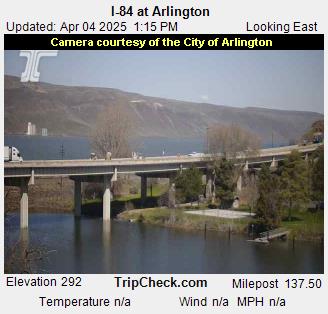 I-84 at Arlington
Updated: Apr 04 2025 1:15 PM Looking East
Camera courtesy of the City of Arlington
Elevation 292 TripCheck.com Milepost 137.50
Temperature n/a Wind n/a MPH n/a